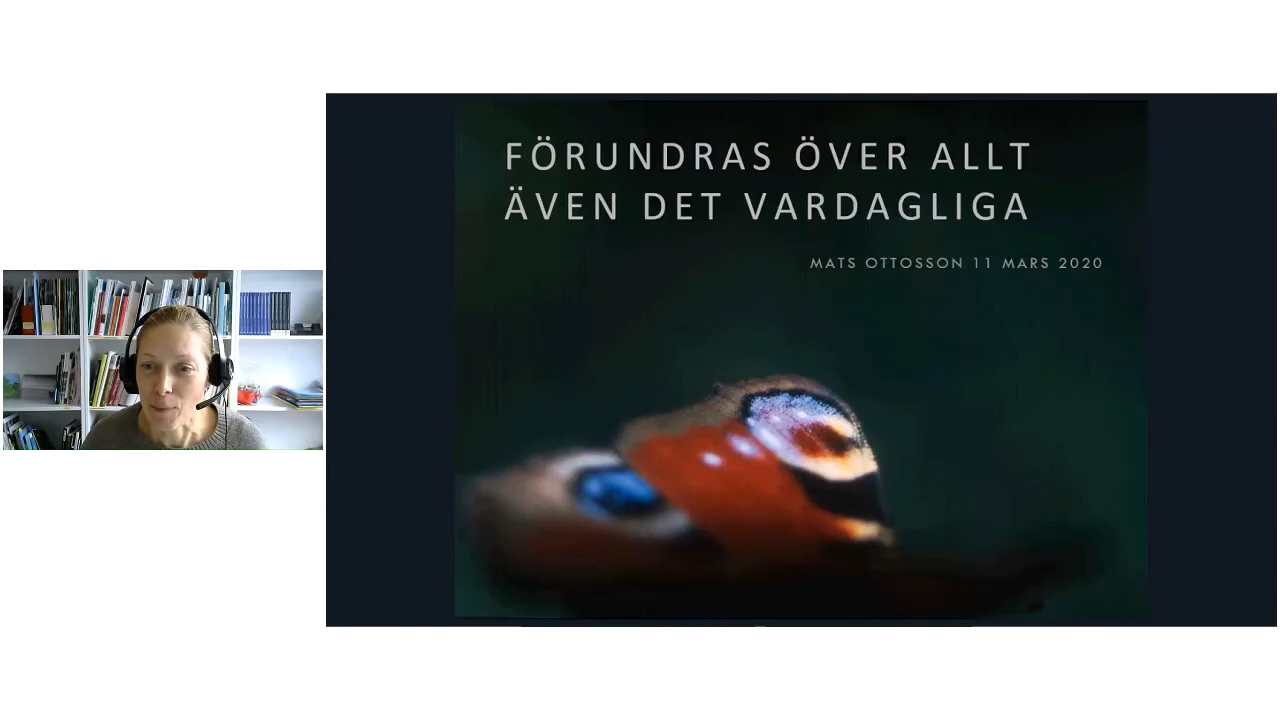 FÖRUNDRAS ÖVER ALLT
ÄVEN DET VARDAGLIGA
MATS OTTOSSON 11 MARS 2020